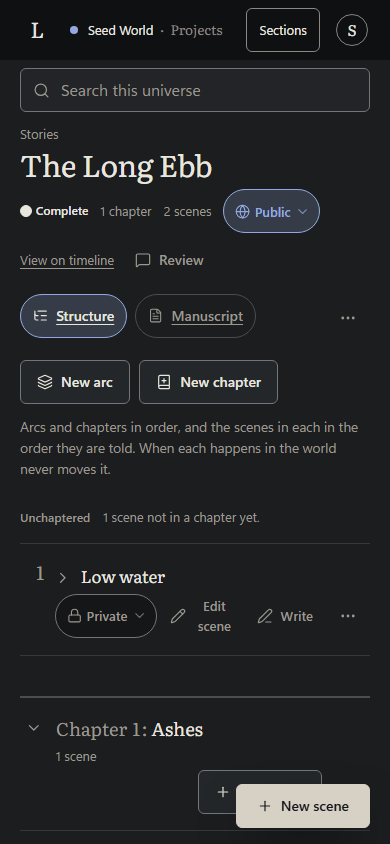 L
Seed World · Projects
Sections
S
Search this universe
Stories
The Long Ebb
Complete 1 chapter 2 scenes
Public
View on timeline
Review
Structure
Manuscript
New arc
New chapter
Arcs and chapters in order, and the scenes in each in the
order they are told. When each happens in the world
never moves it.
Unchaptered 1 scene not in a chapter yet.
1 Low water
Private
Edit
scene
Write
Chapter 1: Ashes
1 scene
New scene